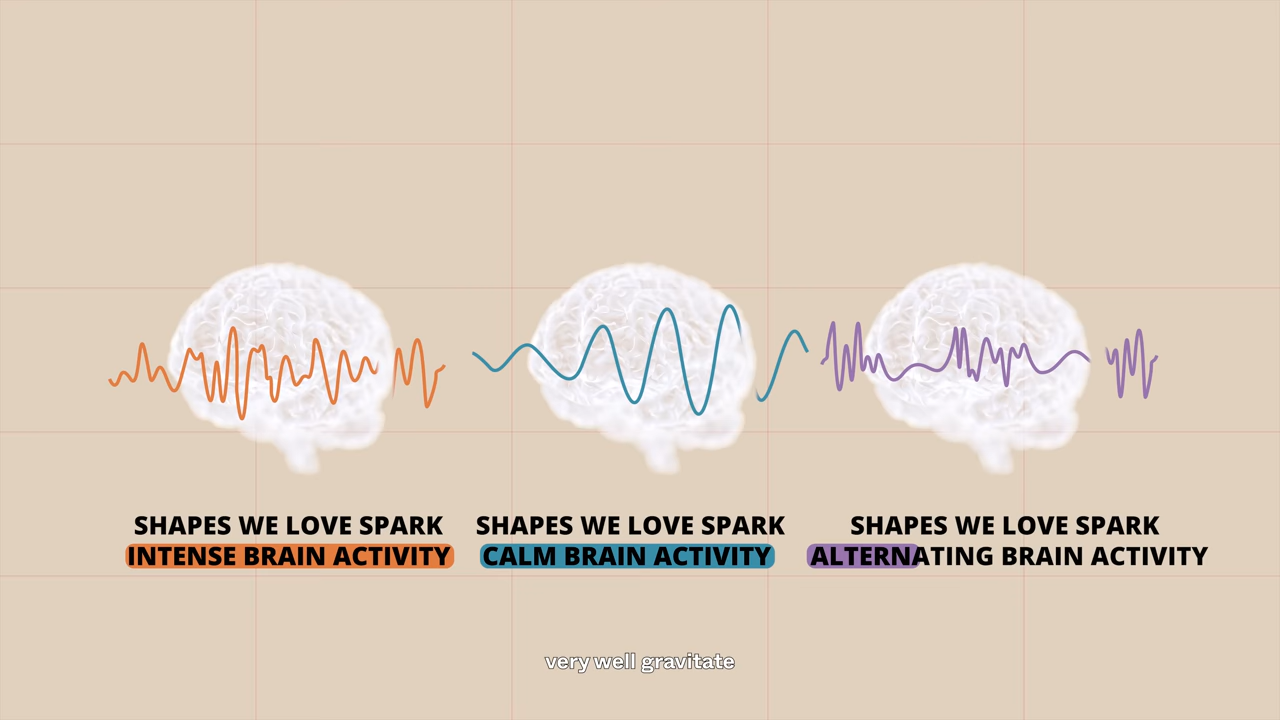 SHAPES WE LOVE SPARK
INTENSE BRAIN ACTIVITY
SHAPES WE LOVE SPARK
CALM BRAIN ACTIVITY
SHAPES WE LOVE SPARK
ALTERNATING BRAIN ACTIVITY
very well gravitate